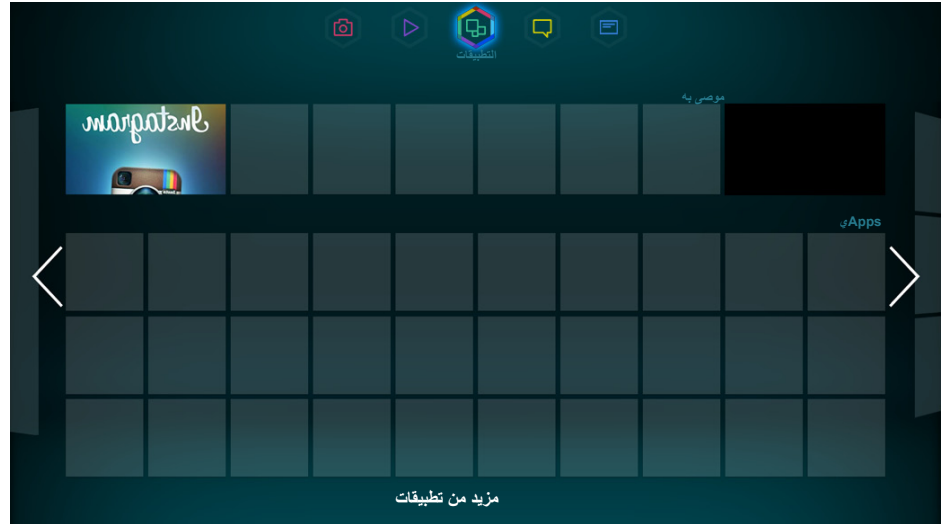 التطبيقات
موصى به
Instagram
Appsي
مزيد من تطبيقات